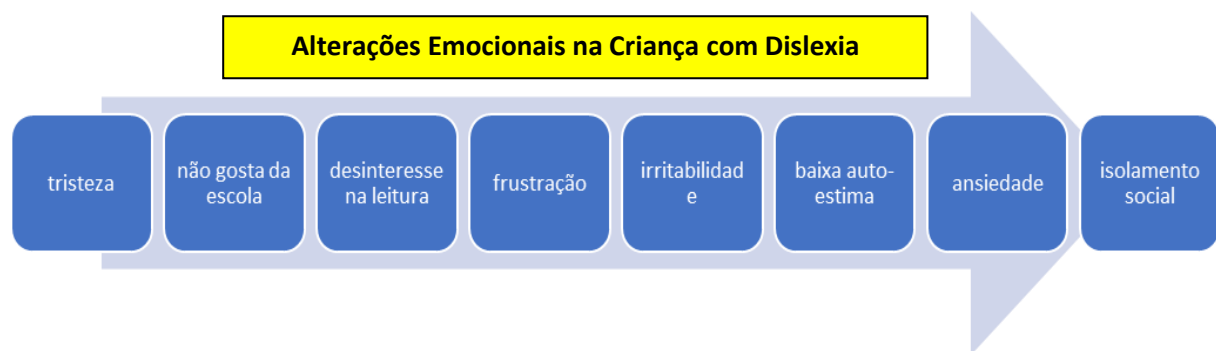 Alterações Emocionais na Criança com Dislexia
tristeza
não gosta da
escola
desinteresse
na leitura
frustração
irritabilidad
e
baixa auto-
estima
ansiedade
isolamento
social